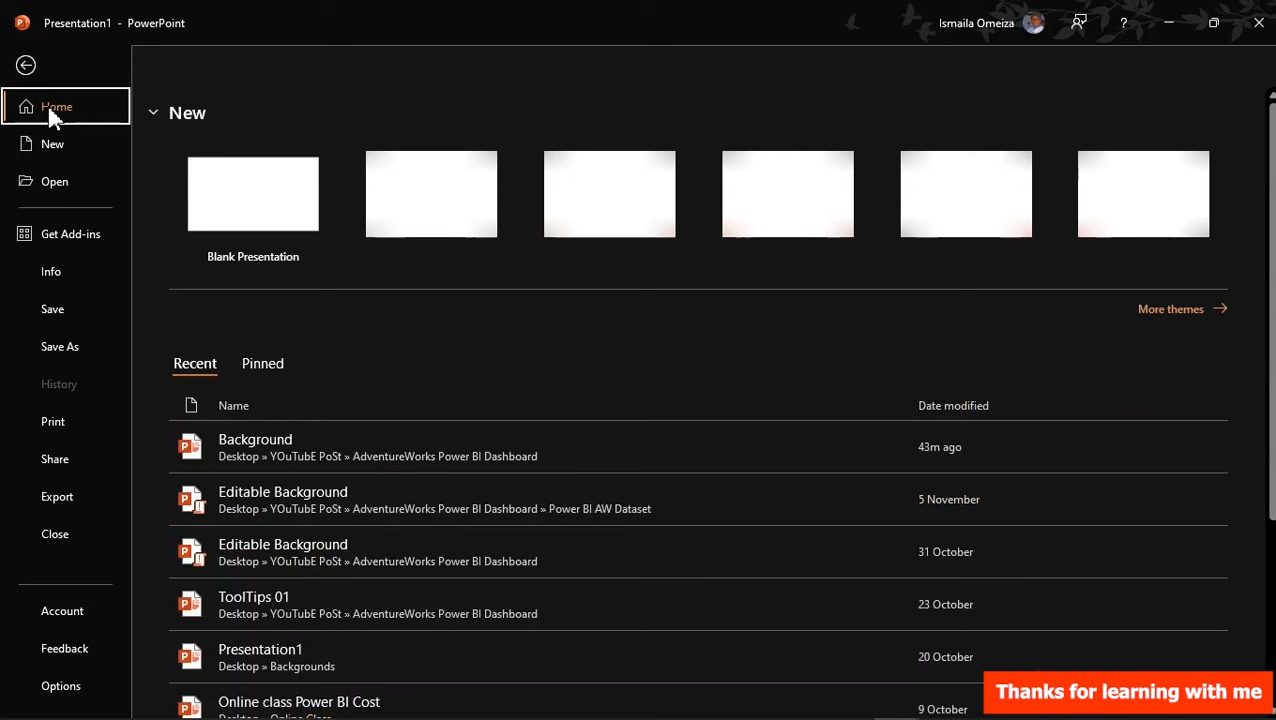 Presentation1 - PowerPoint
Ismaila Omeiza
?
Home
New
Open
Get Add-ins
Info
Save
Save As
History
Print
Share
Export
Close
Account
Feedback
Options
New
Blank Presentation
More themes
Recent Pinned
Name Date modified
Background
Desktop » YOuTubE PoSt » AdventureWorks Power BI Dashboard
43m ago
Editable Background
Desktop » YOuTubE PoSt » AdventureWorks Power BI Dashboard » Power BI AW Dataset
5 November
Editable Background
Desktop » YOuTubE PoSt » AdventureWorks Power BI Dashboard
31 October
ToolTips 01
Desktop » YOuTubE PoSt » AdventureWorks Power BI Dashboard
23 October
Presentation1
Desktop » Backgrounds
20 October
Online class Power BI Cost
Desktop » Online Class
9 October
Thanks for learning with me